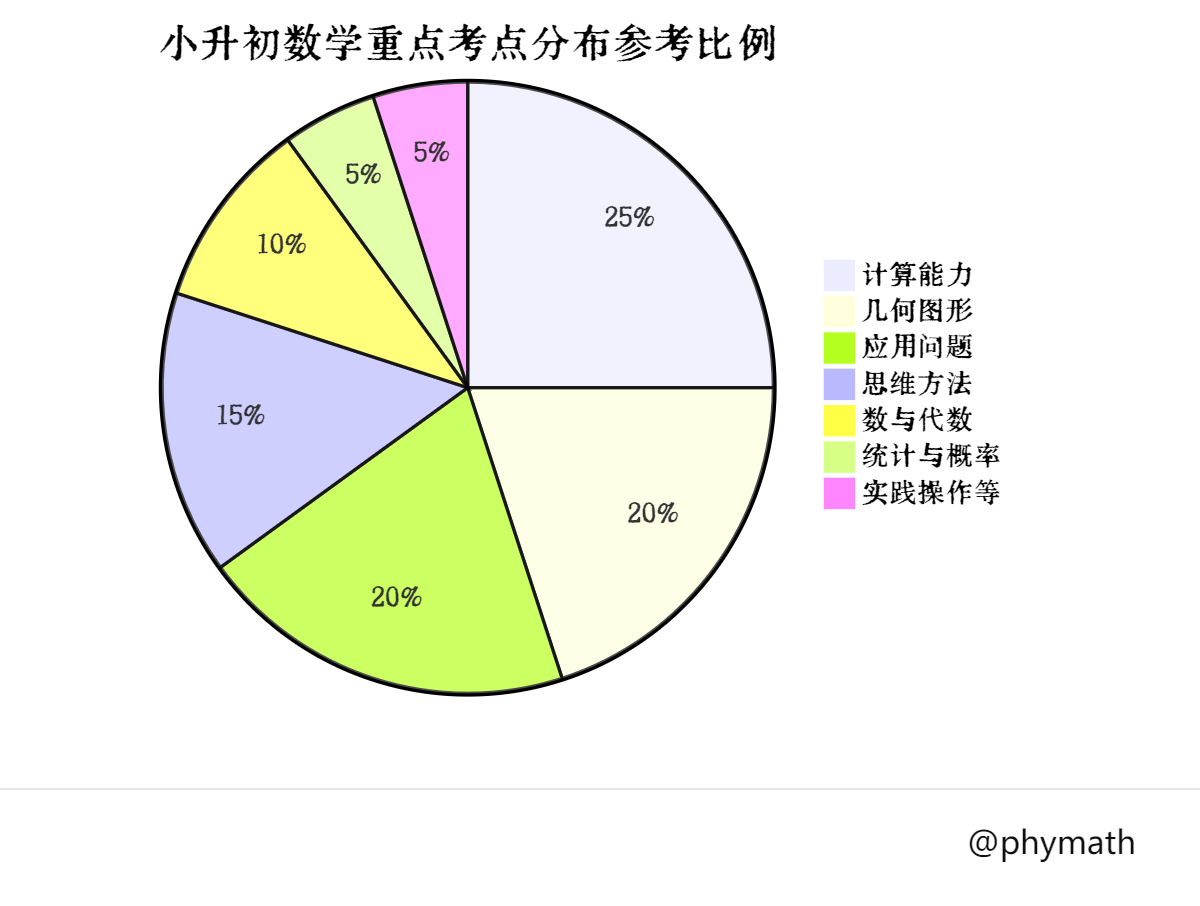 小升初数学重点考点分布参考比例
5%
5%
25%
10%
15%
20%
20%
计算能力
几何图形
应用问题
思维方法
数与代数
统计与概率
实践操作等
@phymath